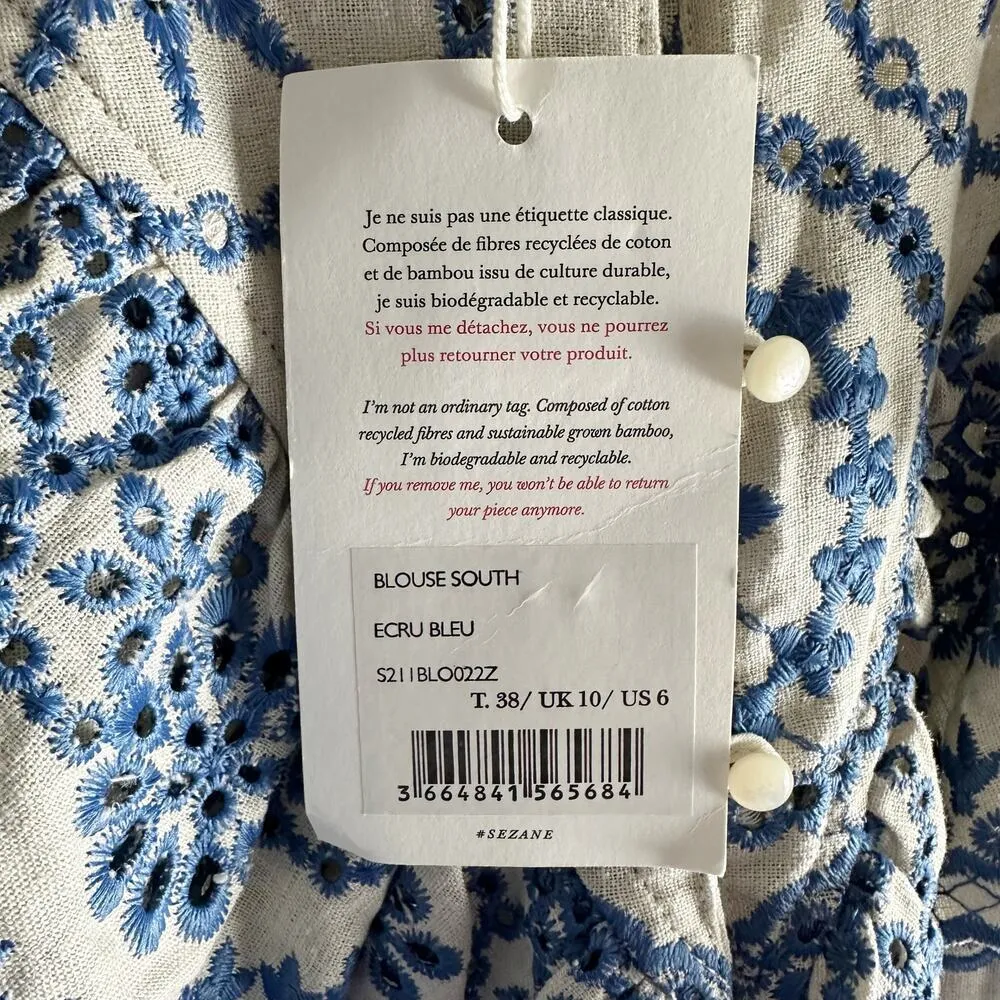 Je ne suis pas une étiquette classique.
Composée de fibres recyclées de coton
et de bambou issu de culture durable,
je suis biodégradable et recyclable.
Si vous me détachez, vous ne pourrez
plus retourner votre produit.
I'm not an ordinary tag. Composed of cotton
recycled fibres and sustainable grown bamboo,
I'm biodegradable and recyclable.
If you remove me, you won't be able to return
your piece anymore.
BLOUSE SOUTH
ECRU BLEU
S211BLO022Z
T. 38/ UK 10/ US 6
3 664841 565684
#SEZANE